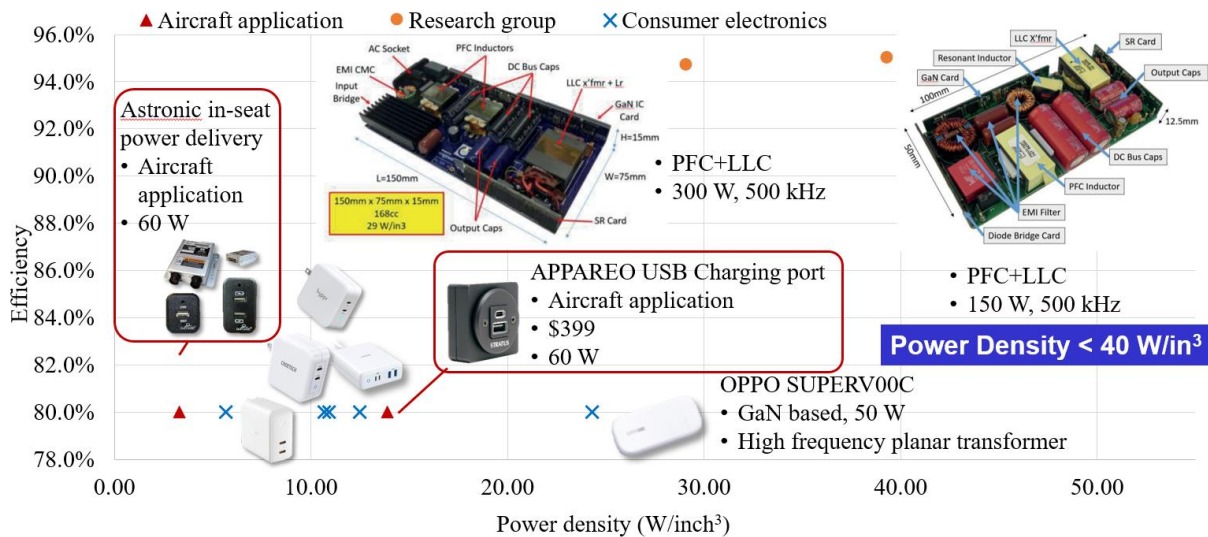 Aircraft application
Research group
Consumer electronics
96.0%
94.0%
92.0%
90.0%
88.0%
86.0%
84.0%
82.0%
80.0%
78.0%
Efficiency
0.00
10.00
20.00
30.00
40.00
50.00
Power density (W/inch³)
Astronic in-seat
power delivery
• Aircraft
application
• 60 W
AC Socket
PFC Inductors
DC Bus Caps
EMI CMC
Input
Bridge
LLC x'fmr + Lr
GaN IC
Card
H=15mm
W=75mm
L=150mm
150mm x 75mm x 15mm
168cc
29 W/in3
Output Caps
SR Card
PFC+LLC
• 300 W, 500 kHz
LLC X'fmr
SR Card
Resonant Inductor
Output Caps
GaN Card
100mm
12.5mm
50mm
DC Bus Caps
PFC Inductor
EMI Filter
Diode Bridge Card
• PFC+LLC
• 150 W, 500 kHz
Power Density < 40 W/in³
APPAREO USB Charging port
• Aircraft application
• $399
• 60 W
STRATUS
OPPO SUPERV00C
• GaN based, 50 W
• High frequency planar transformer